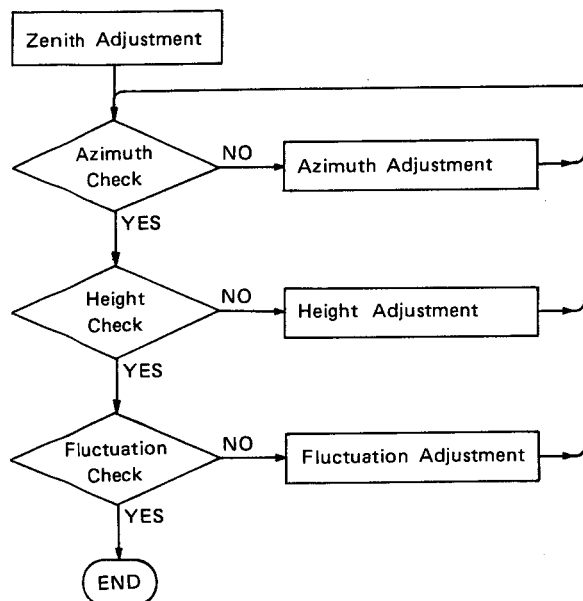 Zenith Adjustment
Azimuth
Check
NO
Azimuth Adjustment
YES
Height
Check
NO
Height Adjustment
YES
Fluctuation
Check
NO
Fluctuation Adjustment
YES
END